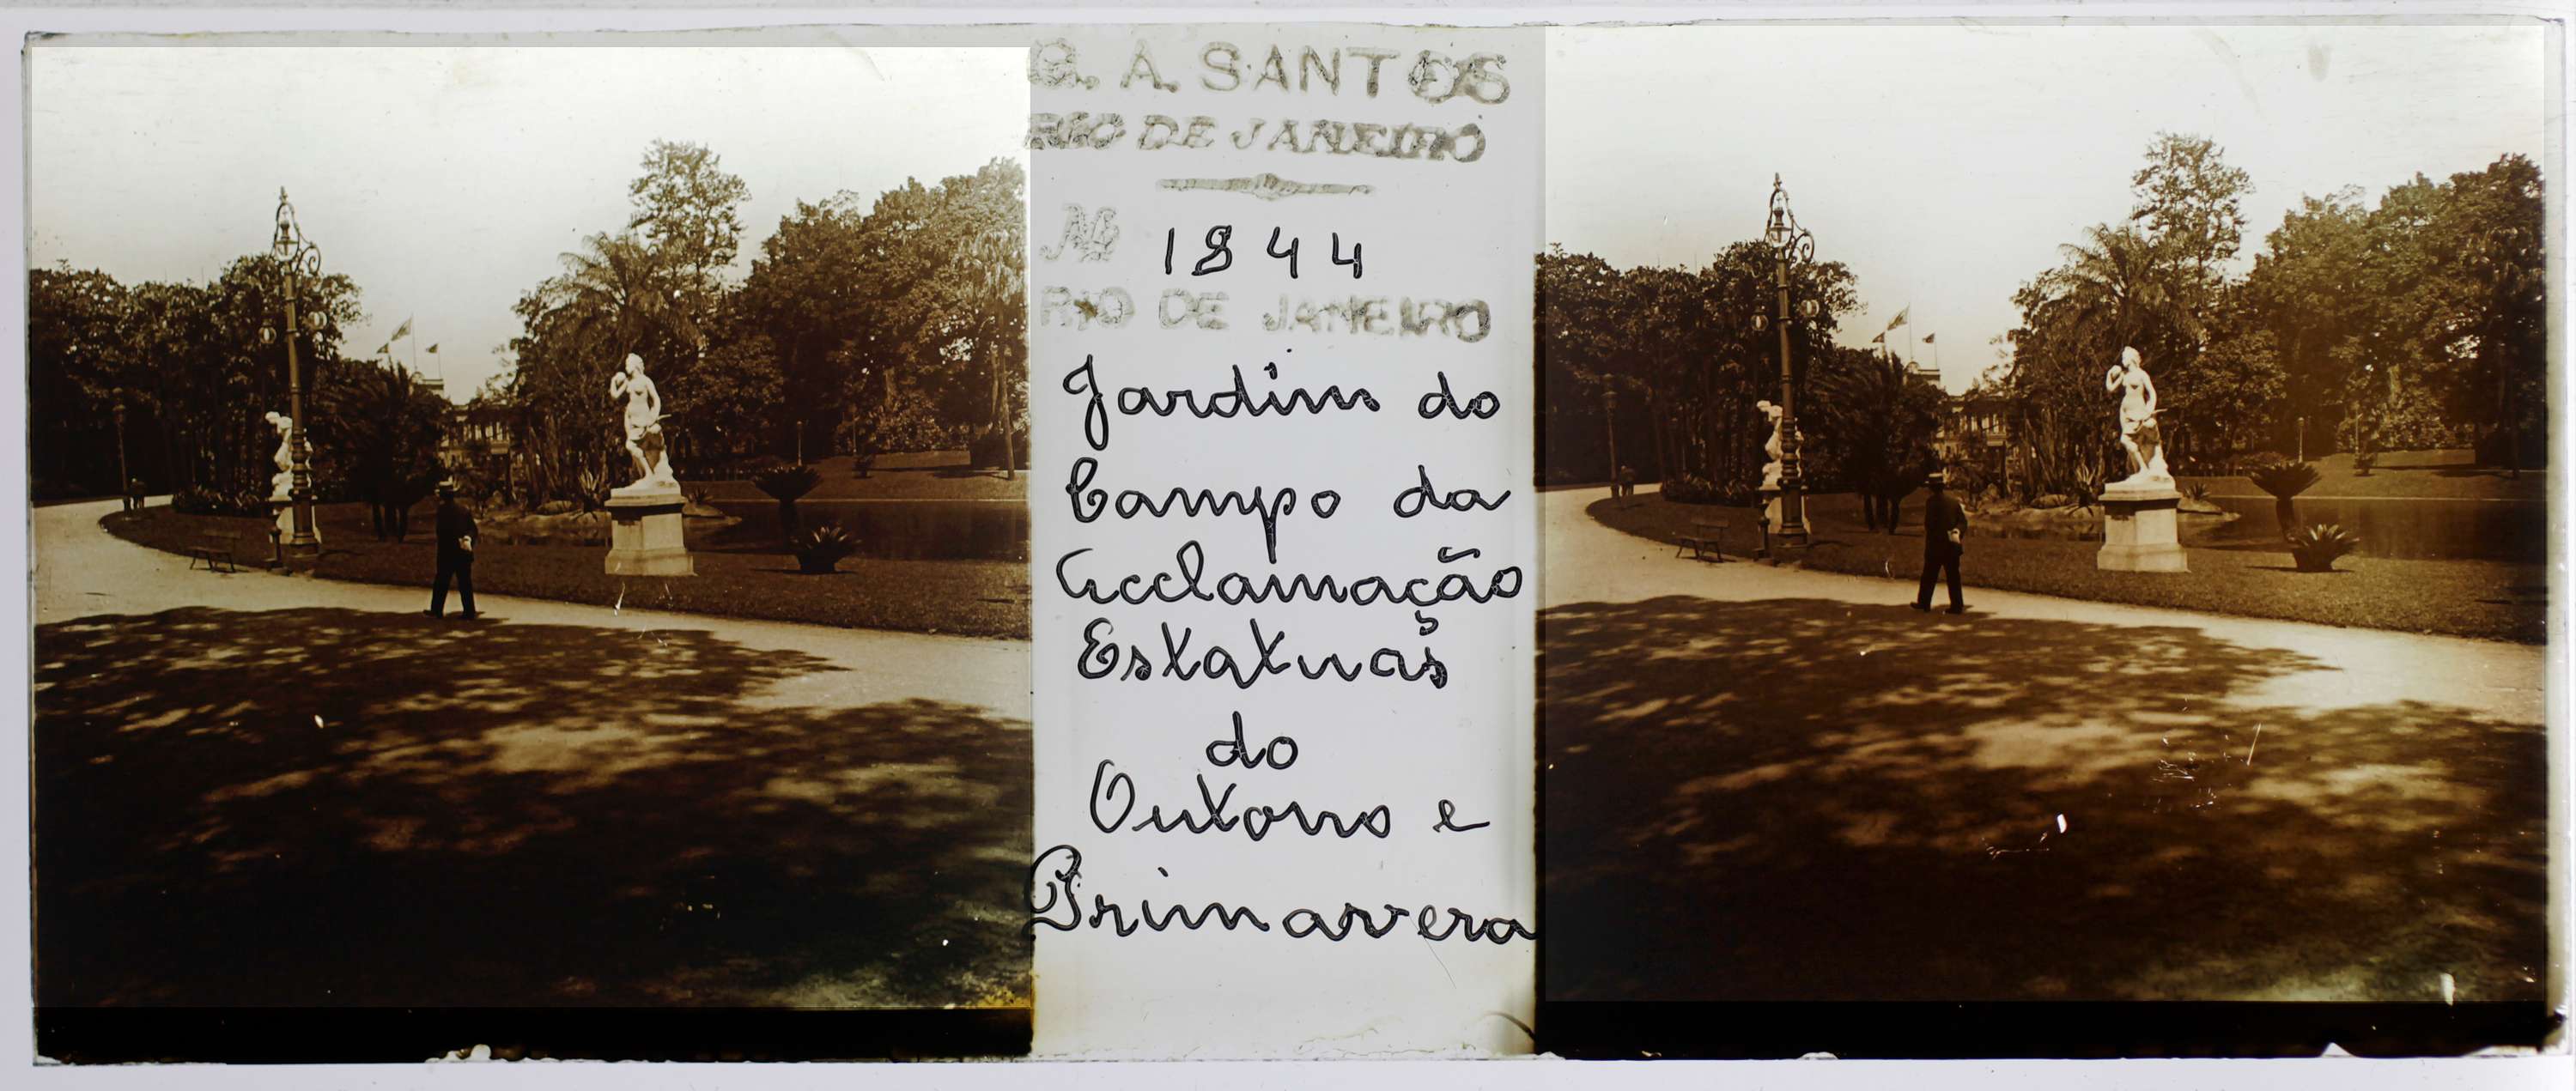 G. A. SANTOS
RIO DE JANEIRO
Nº 1844
RIO DE JANEIRO
Jardim do
Campo da
Acclamação
Estatuas
do
Outono e
Primavera